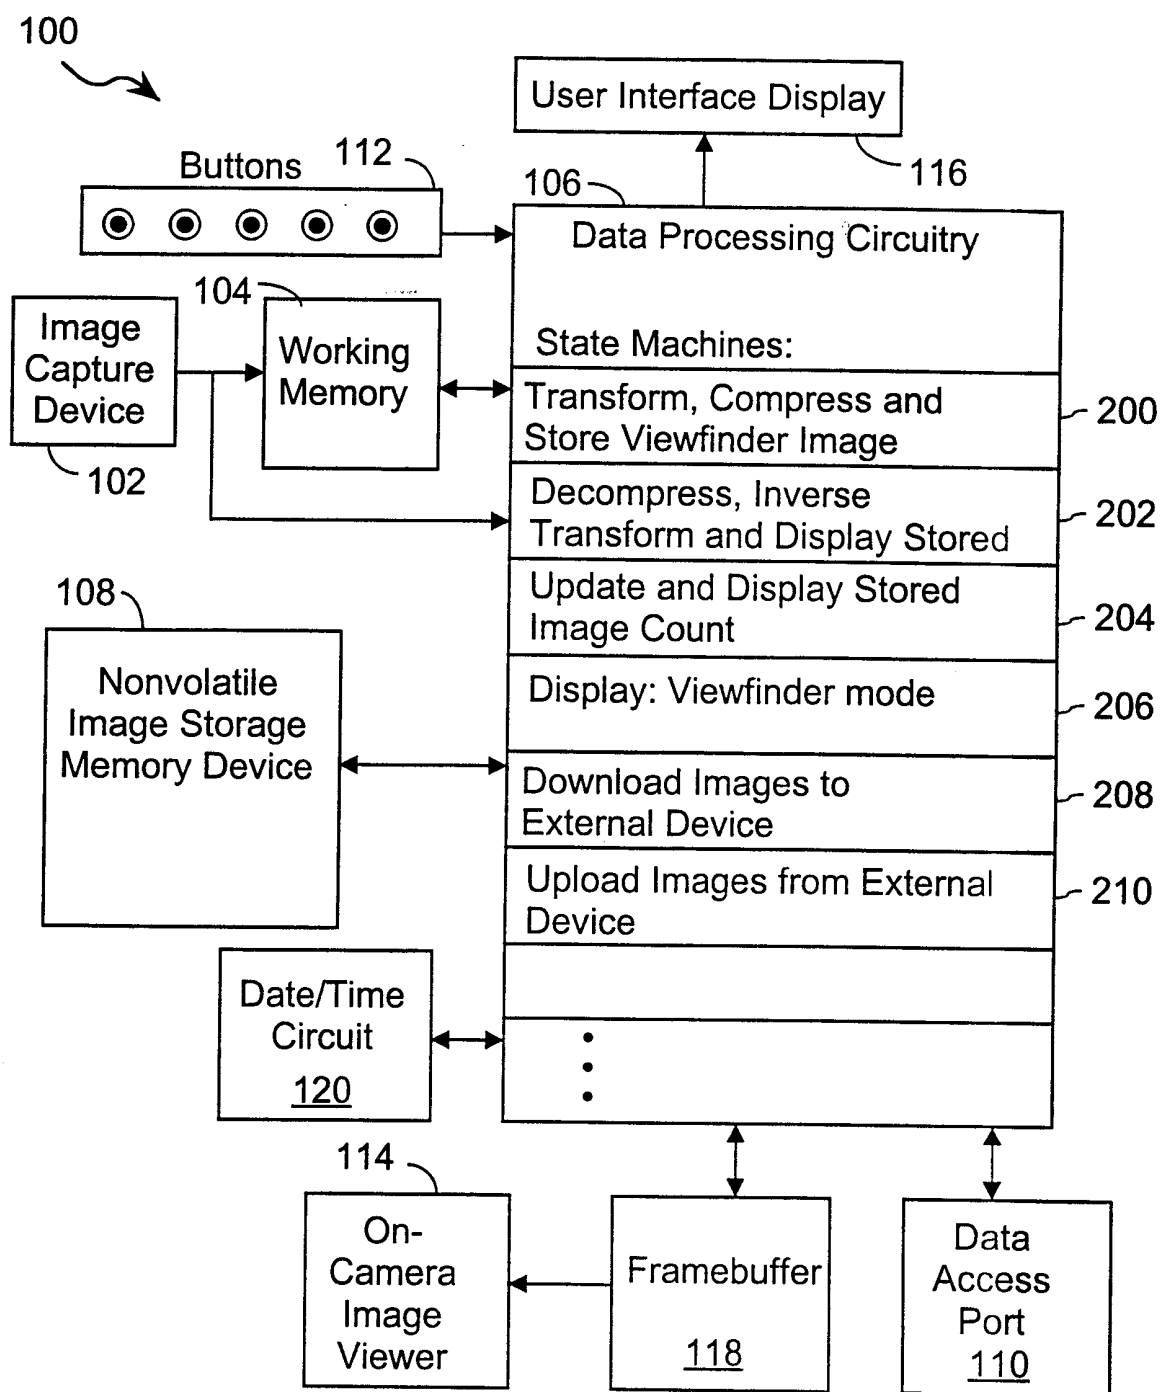 100
User Interface Display
116
Buttons
112
106
Data Processing Circuitry
104
Image
Capture
Device
102
Working
Memory
State Machines:
Transform, Compress and
Store Viewfinder Image
200
Decompress, Inverse
Transform and Display Stored
202
Update and Display Stored
Image Count
204
108
Nonvolatile
Image Storage
Memory Device
Display: Viewfinder mode
206
Download Images to
External Device
208
Upload Images from External
Device
210
Date/Time
Circuit
120
114
On-
Camera
Image
Viewer
Framebuffer
118
Data
Access
Port
110